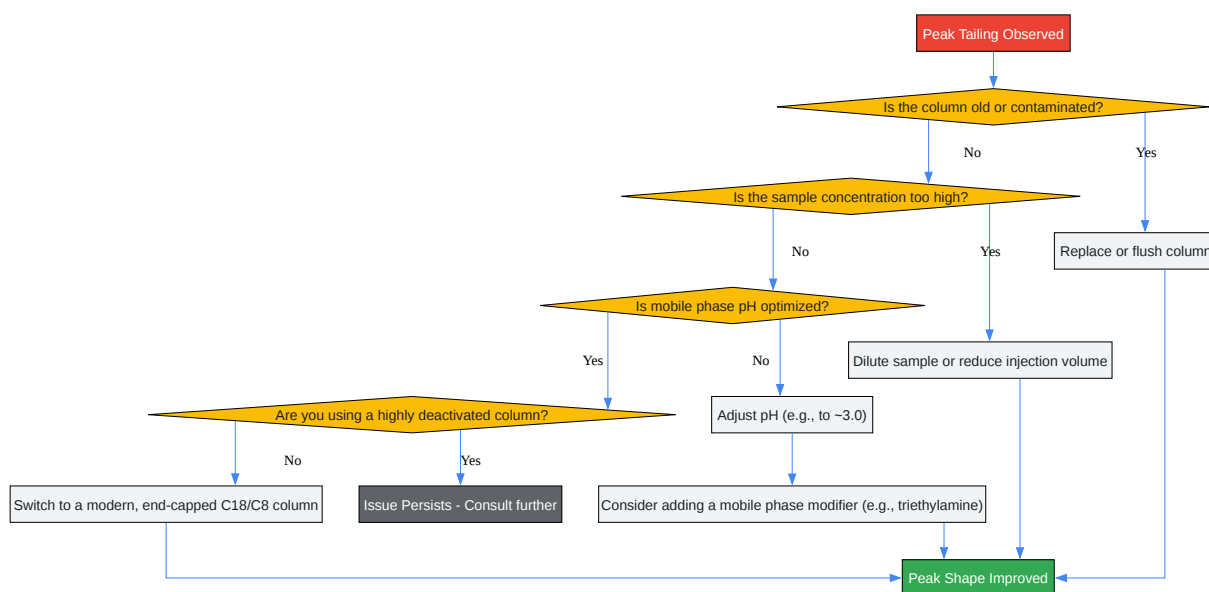 Peak Tailing Observed
Is the column old or contaminated?
No
Yes
Is the sample concentration too high?
No
Yes
Replace or flush column
Is mobile phase pH optimized?
Yes
No
Dilute sample or reduce injection volume
Are you using a highly deactivated column?
Adjust pH (e.g., to ~3.0)
No
Yes
Switch to a modern, end-capped C18/C8 column
Issue Persists - Consult further
Consider adding a mobile phase modifier (e.g., triethylamine)
Peak Shape Improved